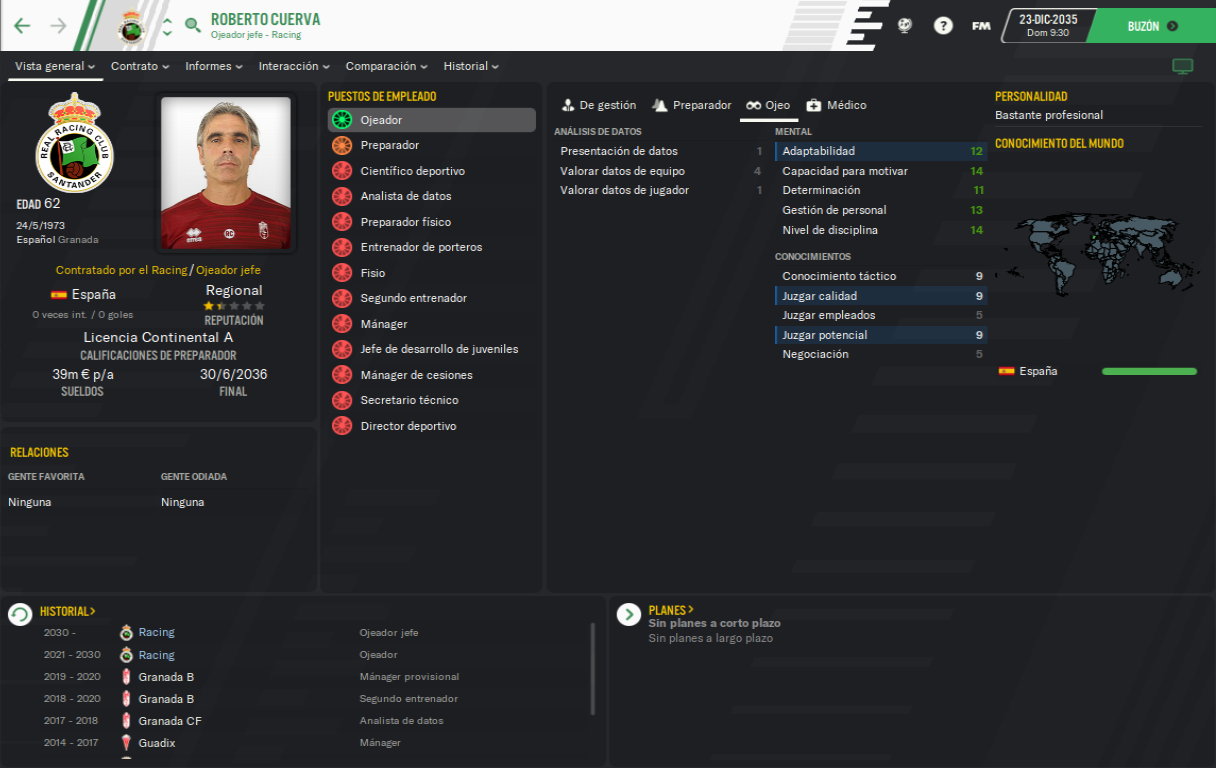 ROBERTO CUERVA
Ojeador jefe - Racing
?
FM
23-DIC-2035
Dom 9:30
BUZÓN
Vista general
Contrato
Informes
Interacción
Comparación
Historial
REAL RACING CLUB
SANTANDER
EDAD 62
24/5/1973
Español Granada
Contratado por el Racing/Ojeador jefe
España
0 veces int. / 0 goles
Regional
REPUTACIÓN
Licencia Continental A
CALIFICACIONES DE PREPARADOR
39m € p/a
SUELDOS
30/6/2036
FINAL
RELACIONES
GENTE FAVORITA
GENTE ODIADA
Ninguna
Ninguna
PUESTOS DE EMPLEADO
Ojeador
Preparador
Científico deportivo
Analista de datos
Preparador físico
Entrenador de porteros
Fisio
Segundo entrenador
Mánager
Jefe de desarrollo de juveniles
Mánager de cesiones
Secretario técnico
Director deportivo
De gestión
Preparador
Ojeo
Médico
ANÁLISIS DE DATOS
Presentación de datos 1
Valorar datos de equipo 4
Valorar datos de jugador 1
MENTAL
Adaptabilidad 12
Capacidad para motivar 14
Determinación 11
Gestión de personal 13
Nivel de disciplina 14
CONOCIMIENTOS
Conocimiento táctico 9
Juzgar calidad 9
Juzgar empleados 5
Juzgar potencial 9
Negociación 5
PERSONALIDAD
Bastante profesional
CONOCIMIENTO DEL MUNDO
España
HISTORIAL>
2030 - Racing Ojeador jefe
2021 - 2030 Racing Ojeador
2019 - 2020 Granada B Mánager provisional
2018 - 2020 Granada B Segundo entrenador
2017 - 2018 Granada CF Analista de datos
2014 - 2017 Guadix Mánager
PLANES>
Sin planes a corto plazo
Sin planes a largo plazo